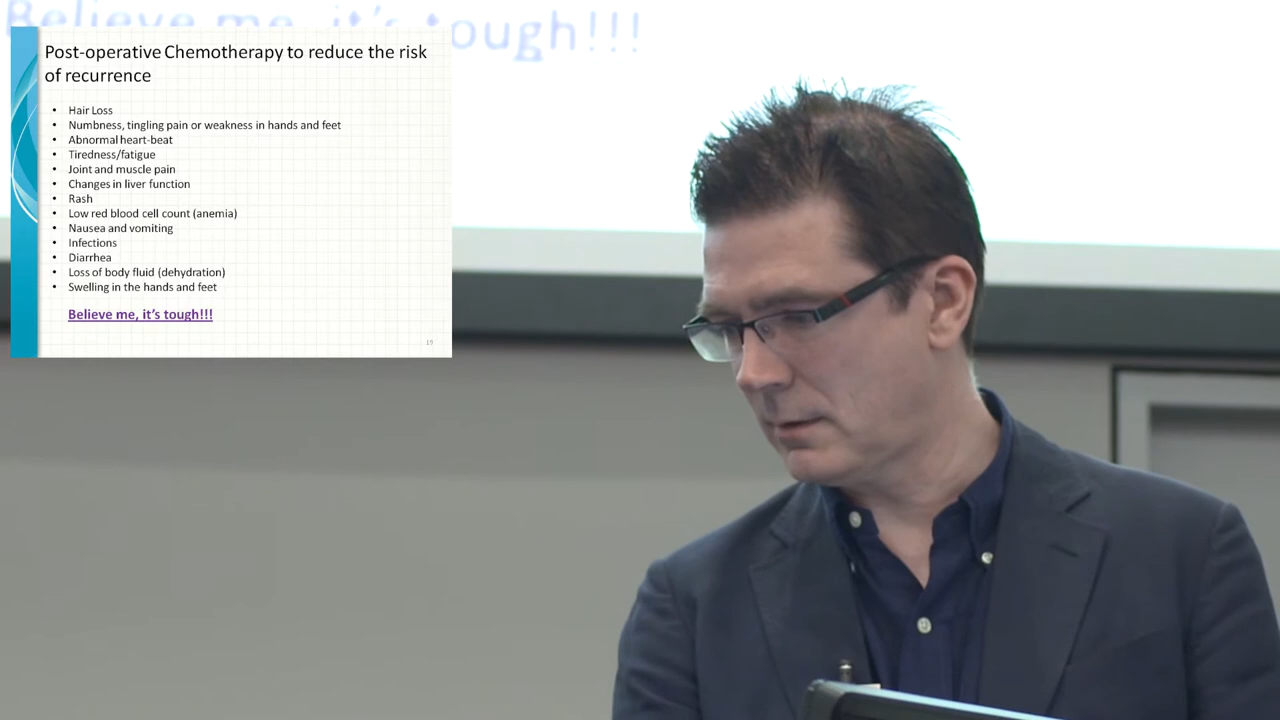 Believe me, it's tough!!!
Post-operative Chemotherapy to reduce the risk
of recurrence
• Hair Loss
• Numbness, tingling pain or weakness in hands and feet
• Abnormal heart-beat
• Tiredness/fatigue
• Joint and muscle pain
• Changes in liver function
• Rash
• Low red blood cell count (anemia)
• Nausea and vomiting
• Infections
• Diarrhea
• Loss of body fluid (dehydration)
• Swelling in the hands and feet
Believe me, it's tough!!!
19